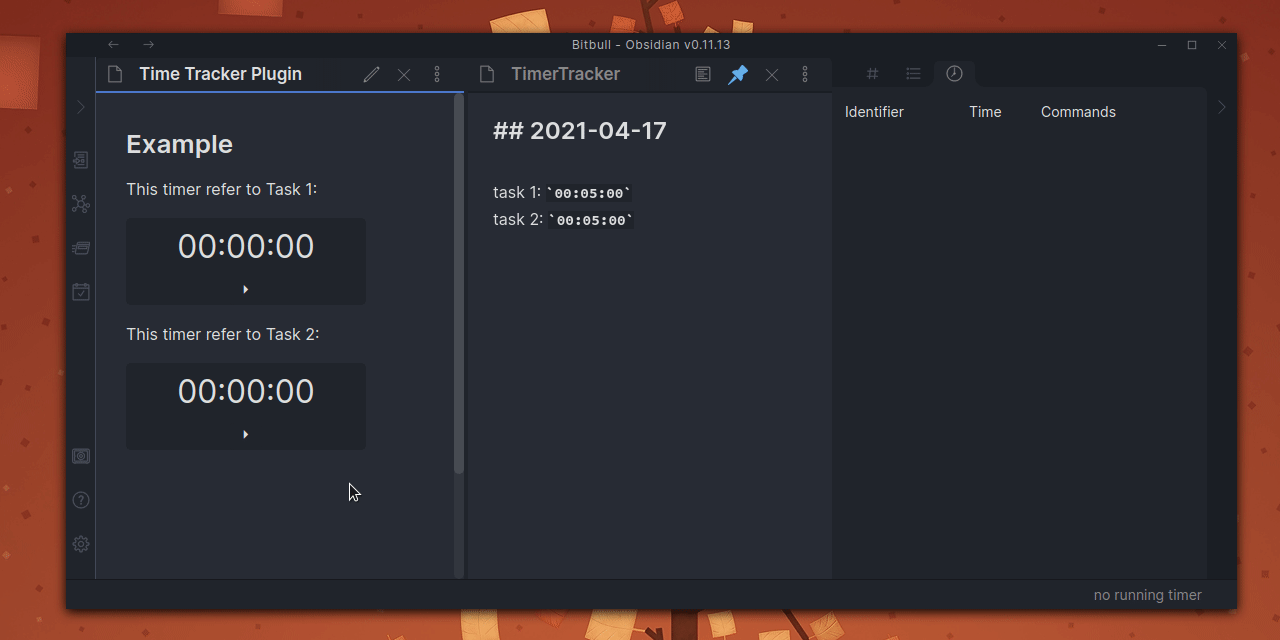 Bitbull - Obsidian v0.11.13
Time Tracker Plugin
Example
This timer refer to Task 1:
00:00:00
This timer refer to Task 2:
00:00:00
TimerTracker
## 2021-04-17
task 1: `00:05:00`
task 2: `00:05:00`
Identifier Time Commands
no running timer